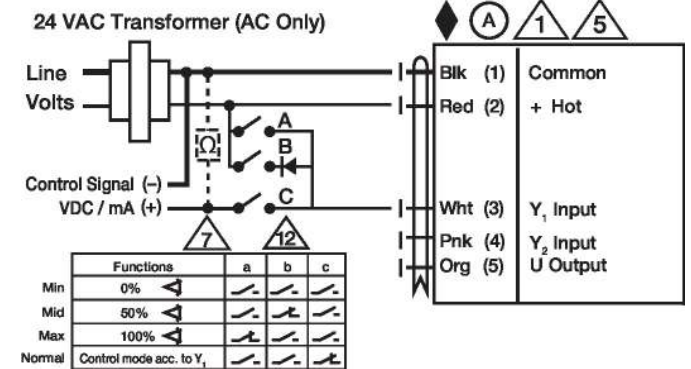 24 VAC Transformer (AC Only)
A 1 5
Line
Volts
Blk (1) Common
Red (2) + Hot
A
B
Ω
Control Signal (–)
VDC / mA (+)
C
Wht (3) Y₁ Input
7 12
Pnk (4) Y₂ Input
Org (5) U Output
Functions a b c
Min 0%
Mid 50%
Max 100%
Normal Control mode acc. to Y₁